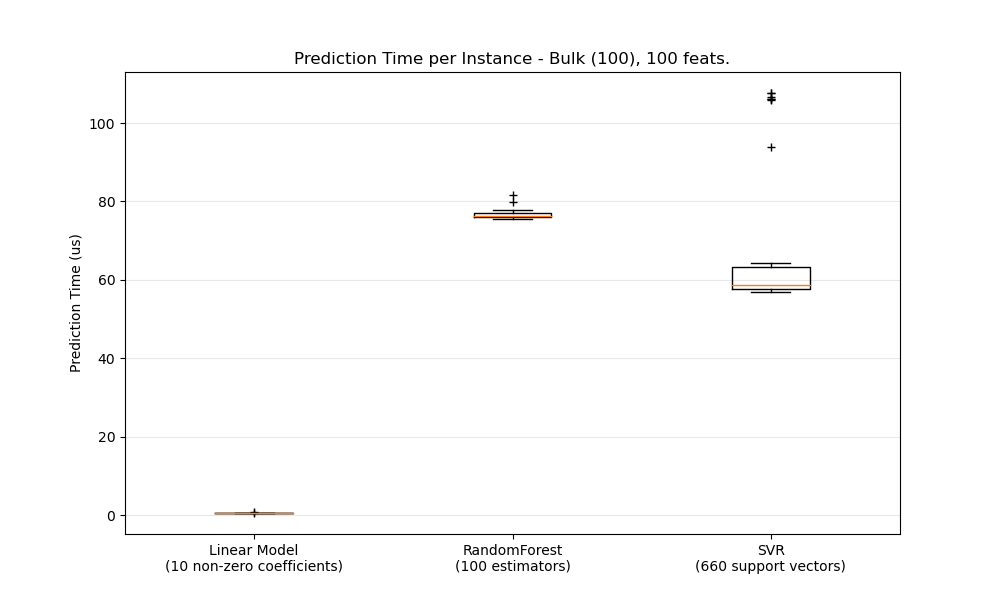 Prediction Time per Instance - Bulk (100), 100 feats.
Prediction Time (us)
100
80
60
40
20
0
Linear Model
(10 non-zero coefficients)
RandomForest
(100 estimators)
SVR
(660 support vectors)